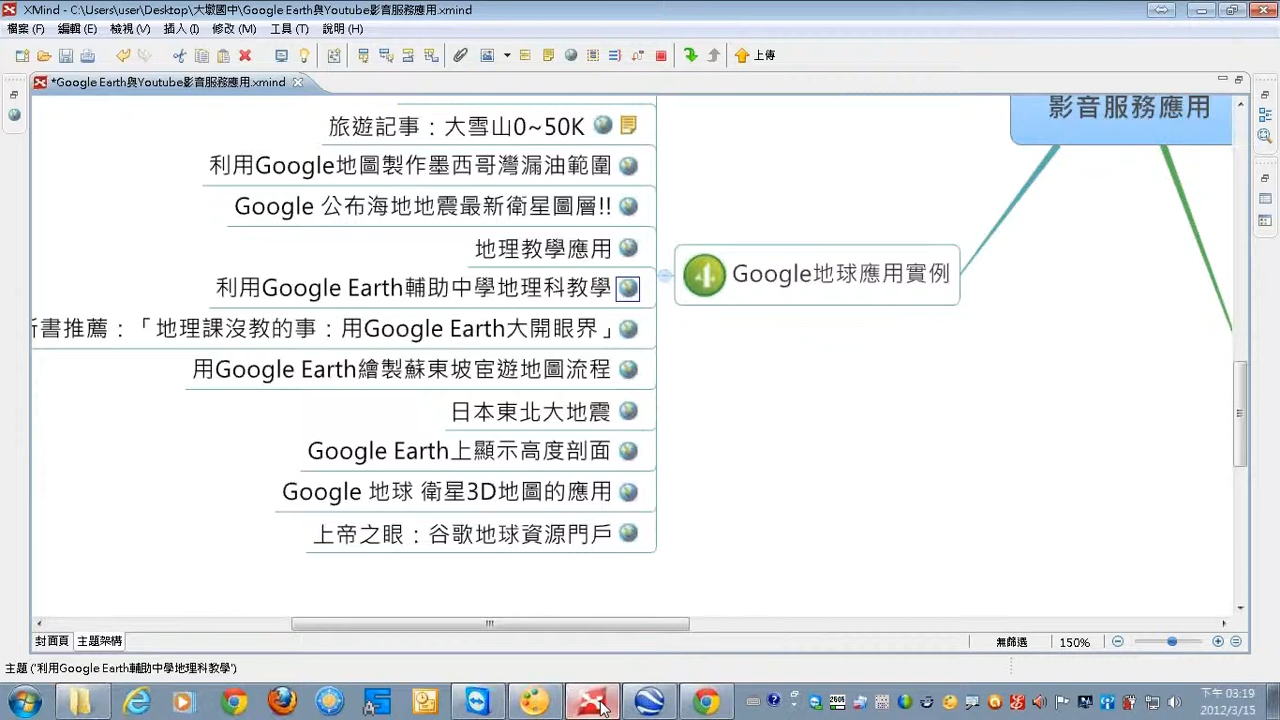 XMind - C:\Users\user\Desktop\大墩國中\Google Earth與Youtube影音服務應用.xmind
檔案(F) 編輯(E) 檢視(V) 插入(I) 修改(M) 工具(T) 說明(H)
上傳
*Google Earth與Youtube影音服務應用.xmind
影音服務應用
旅遊記事：大雪山0~50K
利用Google地圖製作墨西哥灣漏油範圍
Google 公布海地地震最新衛星圖層!!
地理教學應用
4 Google地球應用實例
利用Google Earth輔助中學地理科教學
書推薦：「地理課沒教的事：用Google Earth大開眼界」
用Google Earth繪製蘇東坡宦遊地圖流程
日本東北大地震
Google Earth上顯示高度剖面
Google 地球 衛星3D地圖的應用
上帝之眼：谷歌地球資源門戶
封面頁 主題架構
無篩選 150%
主題 ('利用Google Earth輔助中學地理科教學')
下午 03:19
2012/3/15